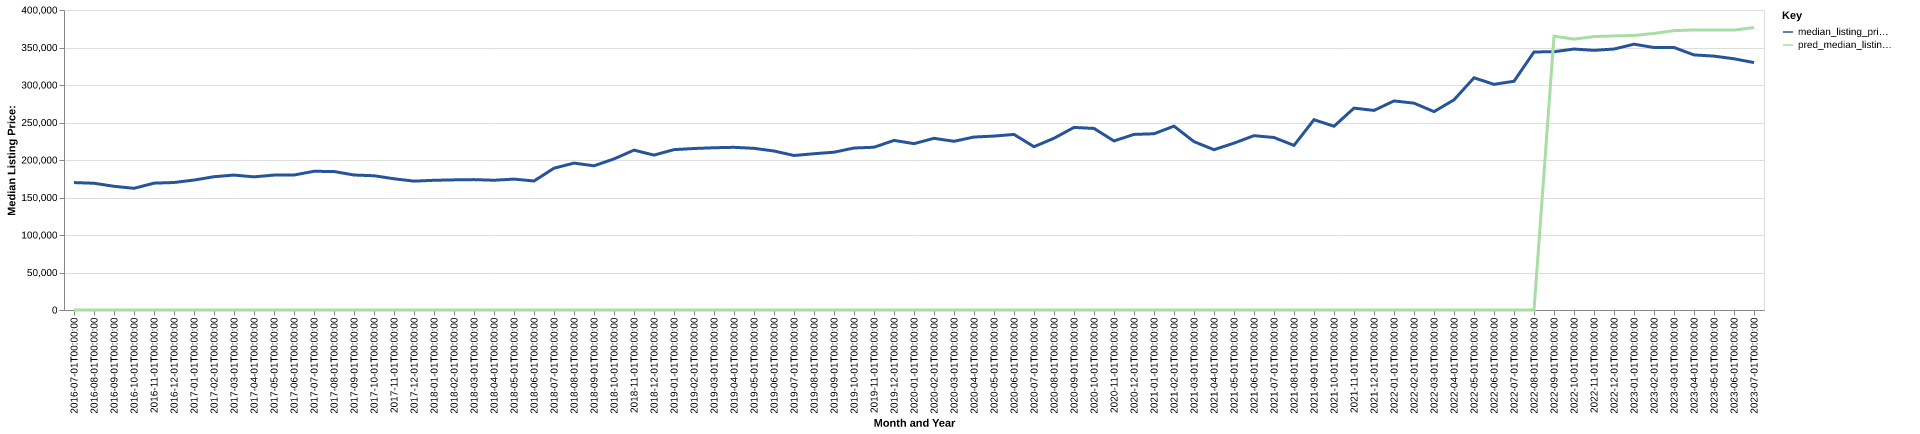 400,000
350,000
300,000
250,000
200,000
150,000
100,000
50,000
0
Median Listing Price:
2016-07-01T00:00:00
2016-08-01T00:00:00
2016-09-01T00:00:00
2016-10-01T00:00:00
2016-11-01T00:00:00
2016-12-01T00:00:00
2017-01-01T00:00:00
2017-02-01T00:00:00
2017-03-01T00:00:00
2017-04-01T00:00:00
2017-05-01T00:00:00
2017-06-01T00:00:00
2017-07-01T00:00:00
2017-08-01T00:00:00
2017-09-01T00:00:00
2017-10-01T00:00:00
2017-11-01T00:00:00
2017-12-01T00:00:00
2018-01-01T00:00:00
2018-02-01T00:00:00
2018-03-01T00:00:00
2018-04-01T00:00:00
2018-05-01T00:00:00
2018-06-01T00:00:00
2018-07-01T00:00:00
2018-08-01T00:00:00
2018-09-01T00:00:00
2018-10-01T00:00:00
2018-11-01T00:00:00
2018-12-01T00:00:00
2019-01-01T00:00:00
2019-02-01T00:00:00
2019-03-01T00:00:00
2019-04-01T00:00:00
2019-05-01T00:00:00
2019-06-01T00:00:00
2019-07-01T00:00:00
2019-08-01T00:00:00
2019-09-01T00:00:00
2019-10-01T00:00:00
2019-11-01T00:00:00
2019-12-01T00:00:00
2020-01-01T00:00:00
2020-02-01T00:00:00
2020-03-01T00:00:00
2020-04-01T00:00:00
2020-05-01T00:00:00
2020-06-01T00:00:00
2020-07-01T00:00:00
2020-08-01T00:00:00
2020-09-01T00:00:00
2020-10-01T00:00:00
2020-11-01T00:00:00
2020-12-01T00:00:00
2021-01-01T00:00:00
2021-02-01T00:00:00
2021-03-01T00:00:00
2021-04-01T00:00:00
2021-05-01T00:00:00
2021-06-01T00:00:00
2021-07-01T00:00:00
2021-08-01T00:00:00
2021-09-01T00:00:00
2021-10-01T00:00:00
2021-11-01T00:00:00
2021-12-01T00:00:00
2022-01-01T00:00:00
2022-02-01T00:00:00
2022-03-01T00:00:00
2022-04-01T00:00:00
2022-05-01T00:00:00
2022-06-01T00:00:00
2022-07-01T00:00:00
2022-08-01T00:00:00
2022-09-01T00:00:00
2022-10-01T00:00:00
2022-11-01T00:00:00
2022-12-01T00:00:00
2023-01-01T00:00:00
2023-02-01T00:00:00
2023-03-01T00:00:00
2023-04-01T00:00:00
2023-05-01T00:00:00
2023-06-01T00:00:00
2023-07-01T00:00:00
Month and Year
Key
median_listing_pri…
pred_median_listin…